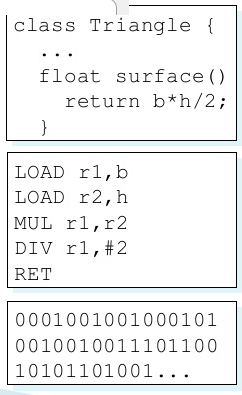 class Triangle {
...
float surface()
return b*h/2;
}
LOAD r1,b
LOAD r2,h
MUL r1,r2
DIV r1,#2
RET
0001001001000101
0010010011101100
10101101001...